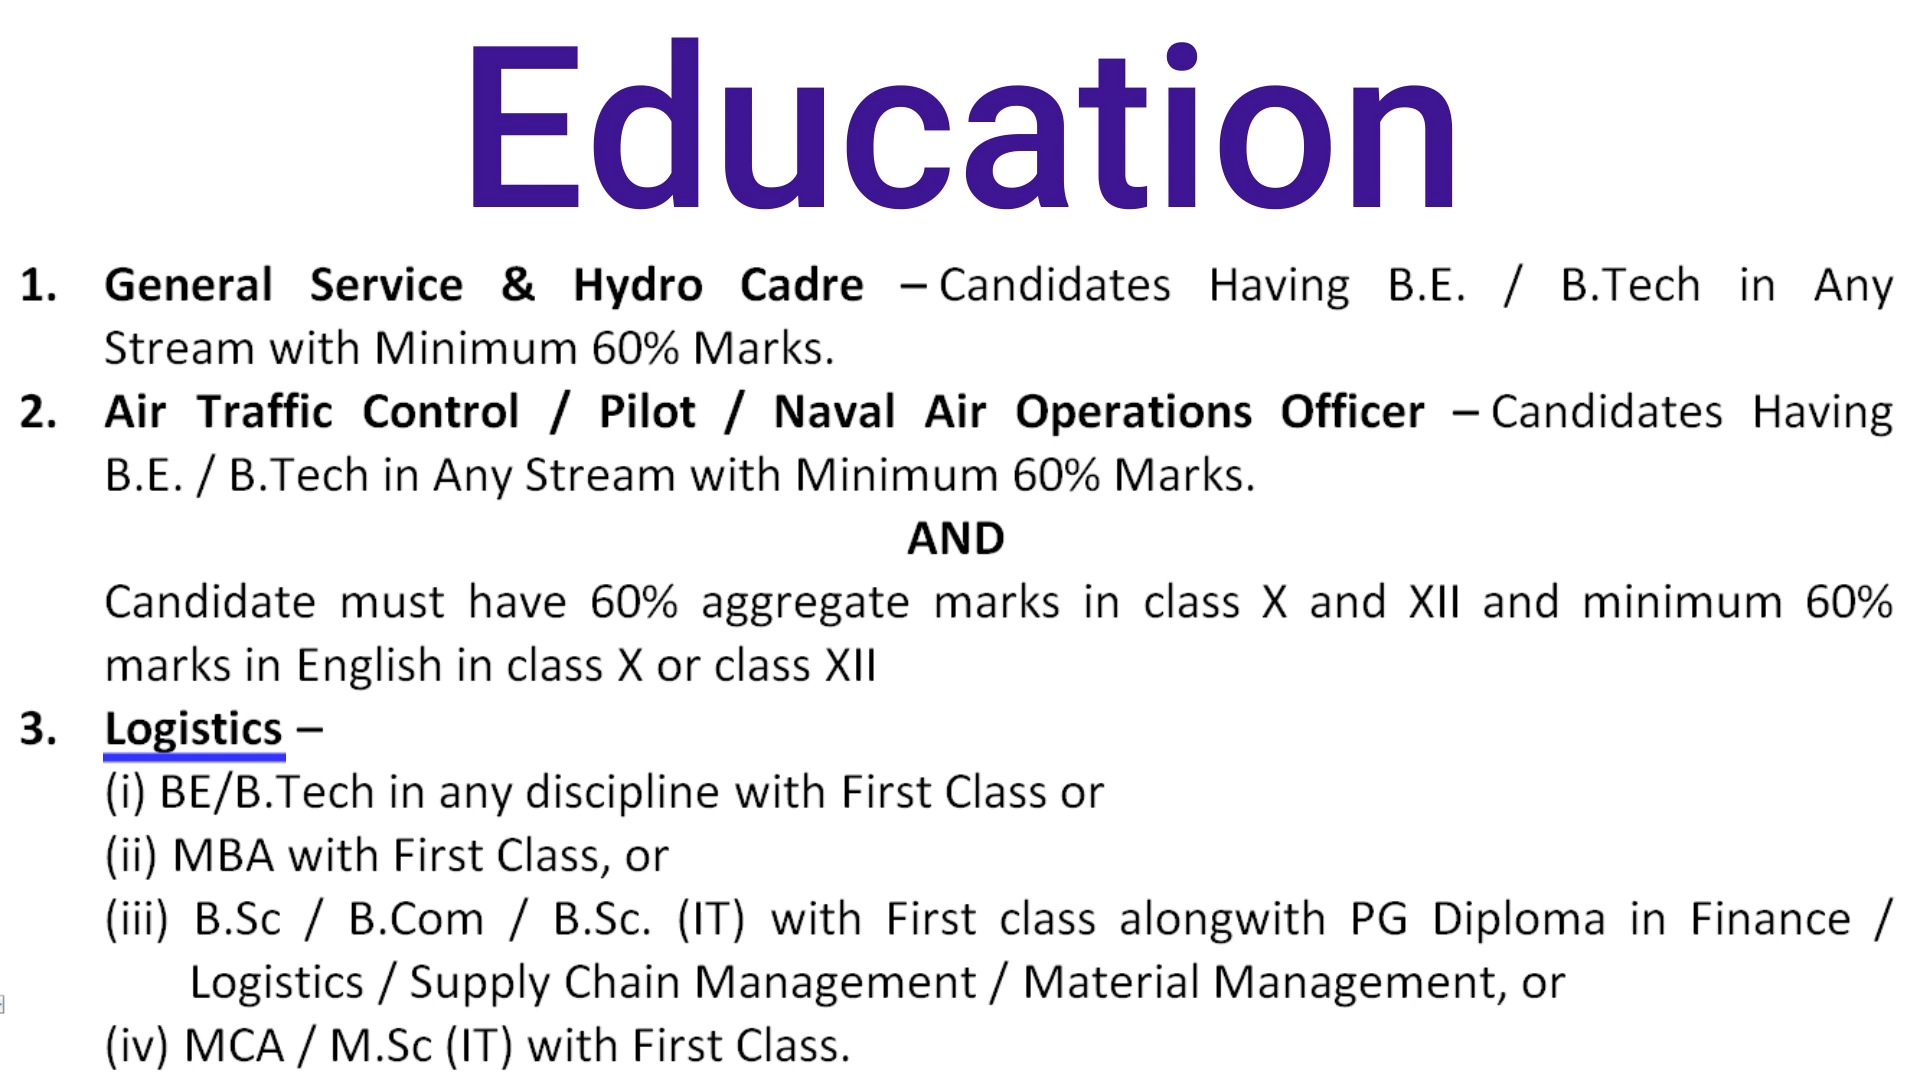 Education
1. General Service & Hydro Cadre – Candidates Having B.E. / B.Tech in Any
Stream with Minimum 60% Marks.
2. Air Traffic Control / Pilot / Naval Air Operations Officer – Candidates Having
B.E. / B.Tech in Any Stream with Minimum 60% Marks.
AND
Candidate must have 60% aggregate marks in class X and XII and minimum 60%
marks in English in class X or class XII
3. Logistics –
(i) BE/B.Tech in any discipline with First Class or
(ii) MBA with First Class, or
(iii) B.Sc / B.Com / B.Sc. (IT) with First class alongwith PG Diploma in Finance /
Logistics / Supply Chain Management / Material Management, or
(iv) MCA / M.Sc (IT) with First Class.